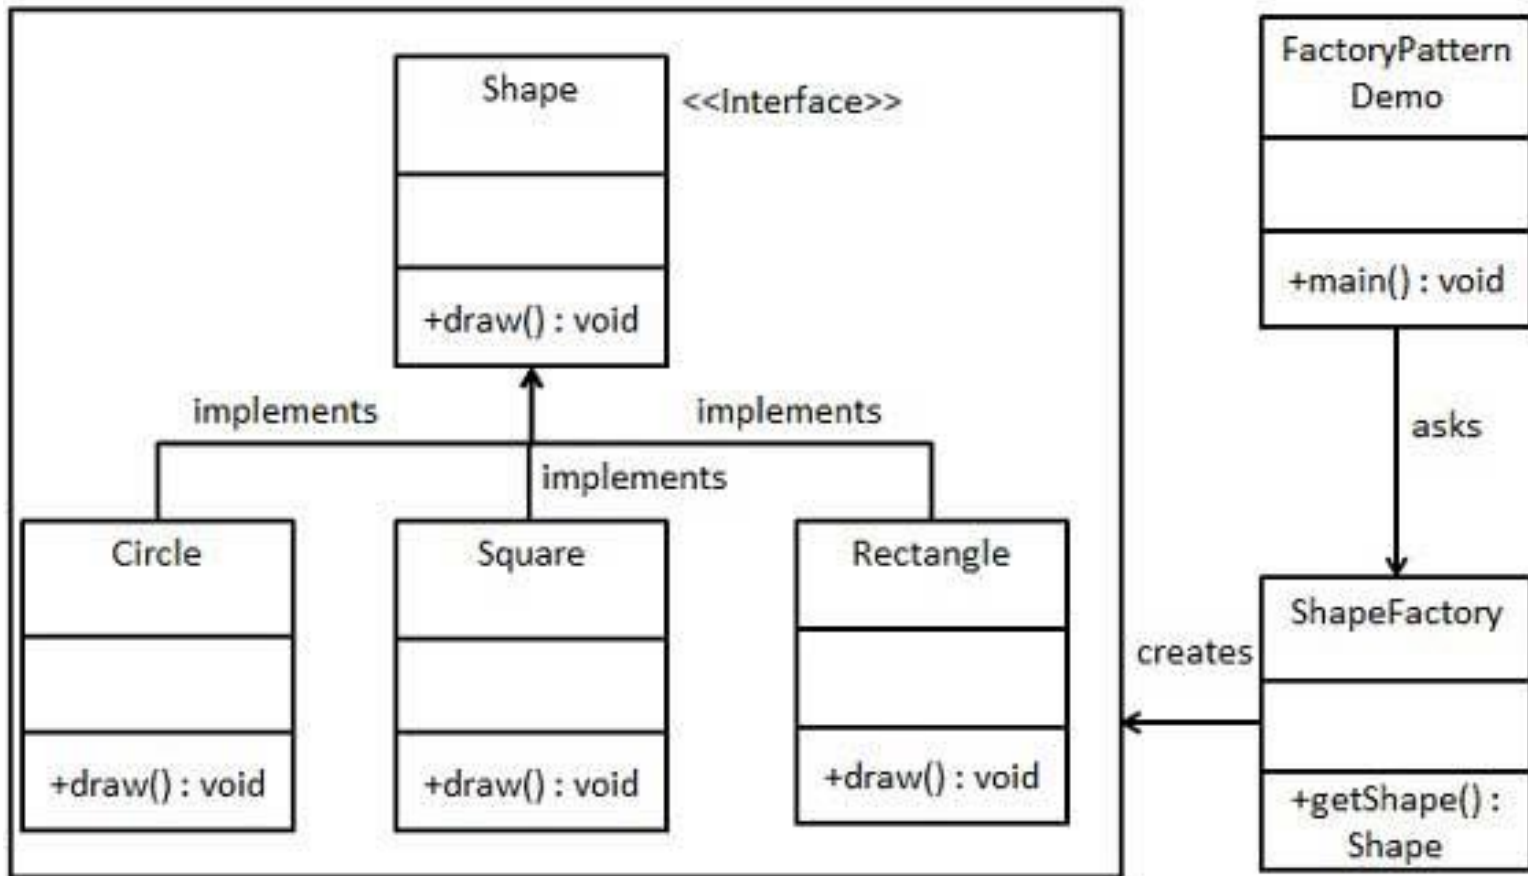 Shape
<<Interface>>
+draw() : void
implements
implements
implements
Circle
+draw() : void
Square
+draw() : void
Rectangle
+draw() : void
FactoryPattern
Demo
+main() : void
asks
ShapeFactory
+getShape() :
Shape
creates